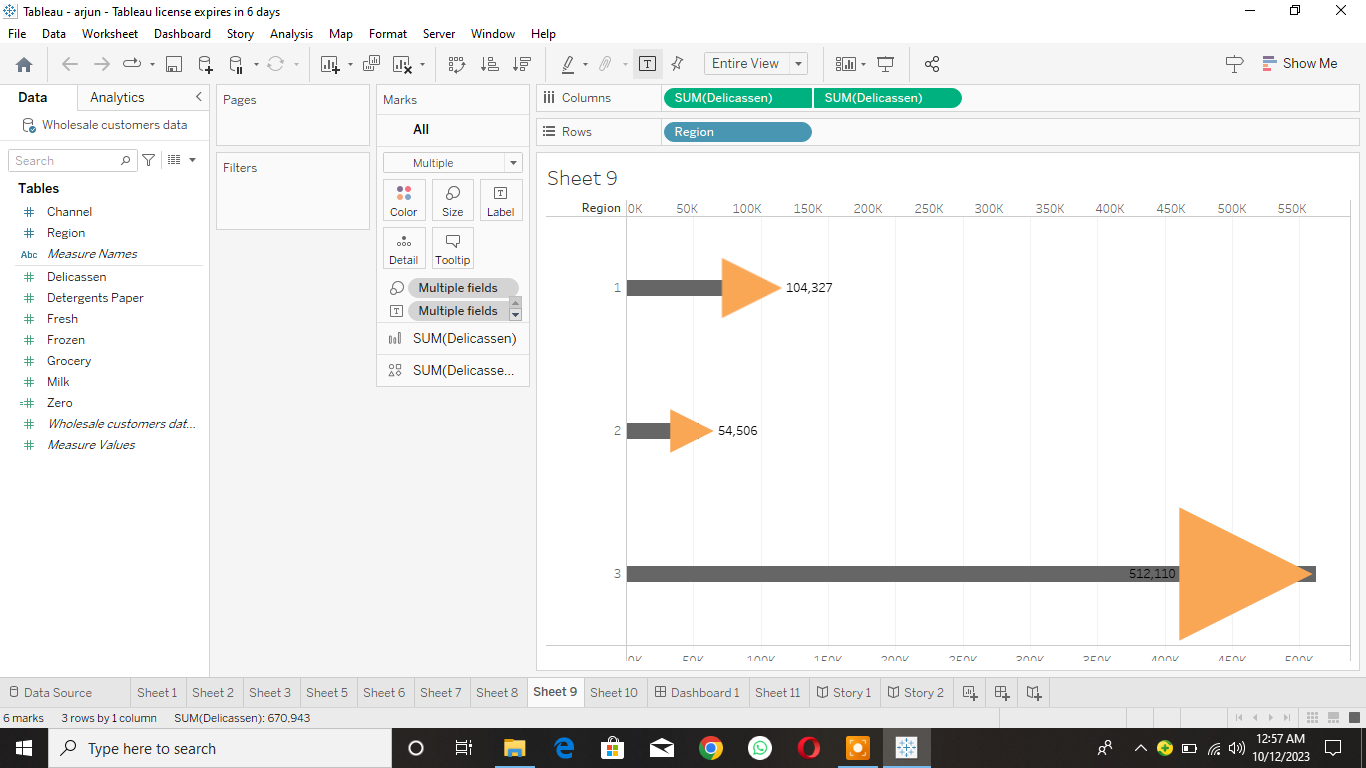 Tableau - arjun - Tableau license expires in 6 days
File Data Worksheet Dashboard Story Analysis Map Format Server Window Help
Entire View
Show Me
Data Analytics
Wholesale customers data
Search
Tables
Channel
Region
Abc Measure Names
Delicassen
Detergents Paper
Fresh
Frozen
Grocery
Milk
Zero
Wholesale customers dat...
Measure Values
Pages
Filters
Marks
All
Multiple
Color Size Label
Detail Tooltip
Multiple fields
Multiple fields
SUM(Delicassen)
SUM(Delicasse...
Columns SUM(Delicassen) SUM(Delicassen)
Rows Region
Sheet 9
Region 0K 50K 100K 150K 200K 250K 300K 350K 400K 450K 500K 550K
1 104,327
2 54,506
3 512,110
0K 50K 100K 150K 200K 250K 300K 350K 400K 450K 500K
Data Source Sheet 1 Sheet 2 Sheet 3 Sheet 5 Sheet 6 Sheet 7 Sheet 8 Sheet 9 Sheet 10 Dashboard 1 Sheet 11 Story 1 Story 2
6 marks 3 rows by 1 column SUM(Delicassen): 670,943
Type here to search
12:57 AM
10/12/2023